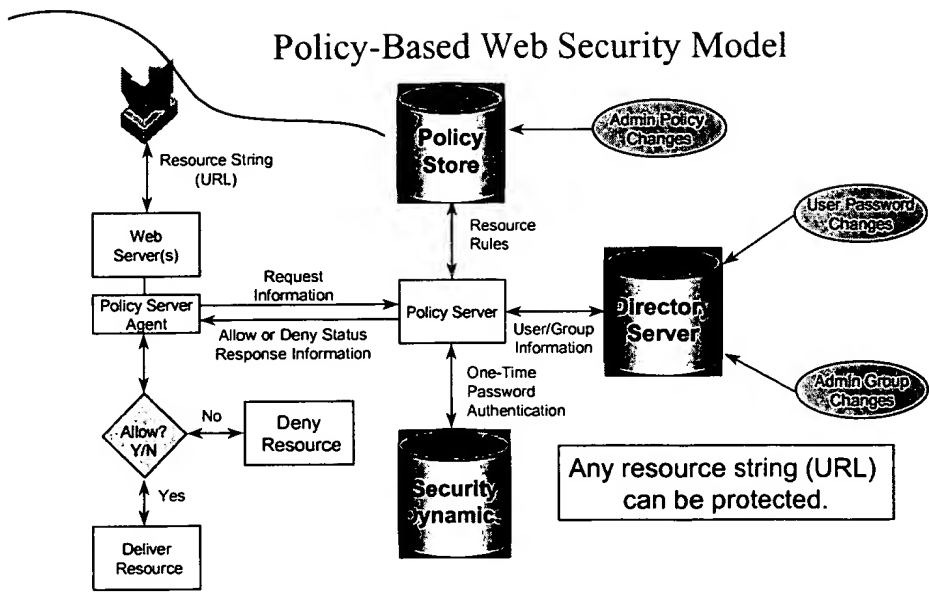 Policy-Based Web Security Model
Resource String
(URL)
Policy
Store
Admin Policy
Changes
Web
Server(s)
Resource
Rules
User Password
Changes
Request
Information
Policy Server
Agent
Policy Server
Directory
Server
Allow or Deny Status
Response Information
User/Group
Information
One-Time
Password
Authentication
Admin Group
Changes
Allow?
Y/N
No
Deny
Resource
Security
Dynamic
Any resource string (URL)
can be protected.
Yes
Deliver
Resource